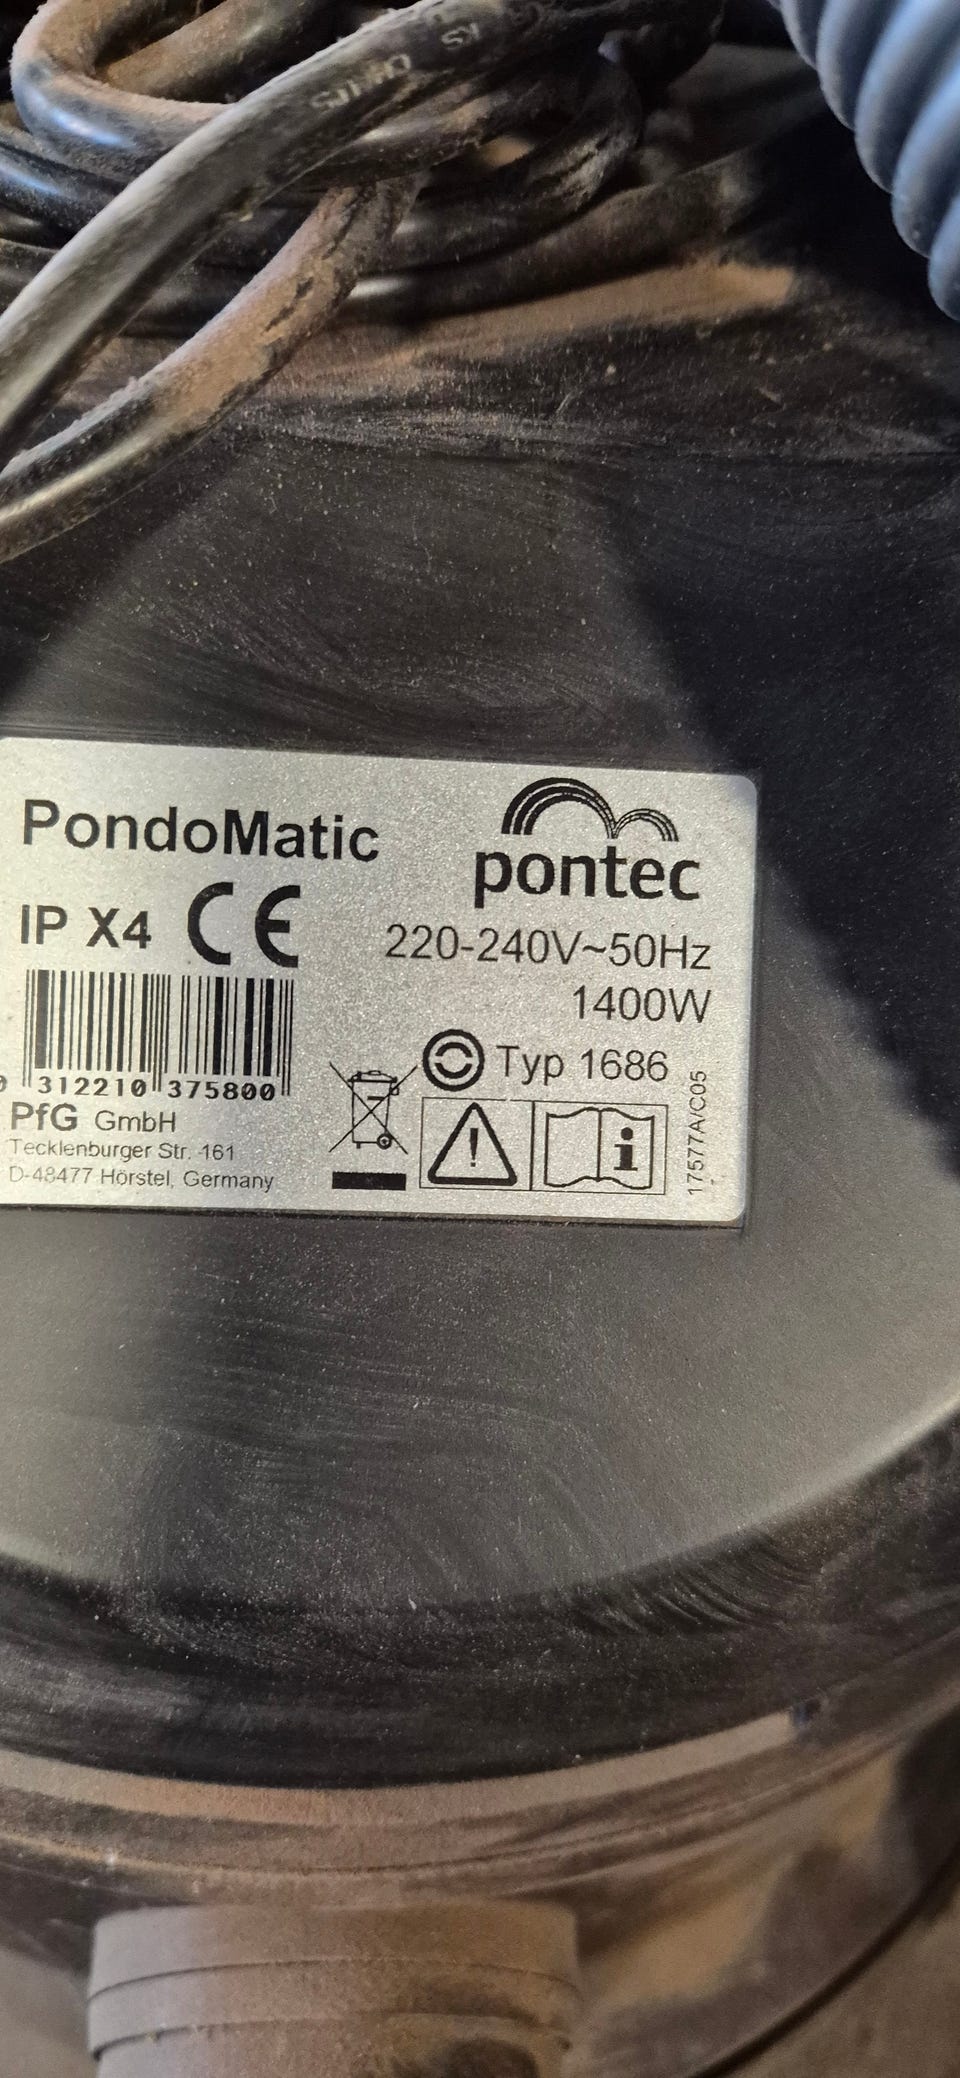 PondoMatic
pontec
IP X4 CE
220-240V~50Hz
1400W
Typ 1686
312210 375800
PfG GmbH
Tecklenburger Str. 161
D-48477 Hörstel, Germany
17577A/C05